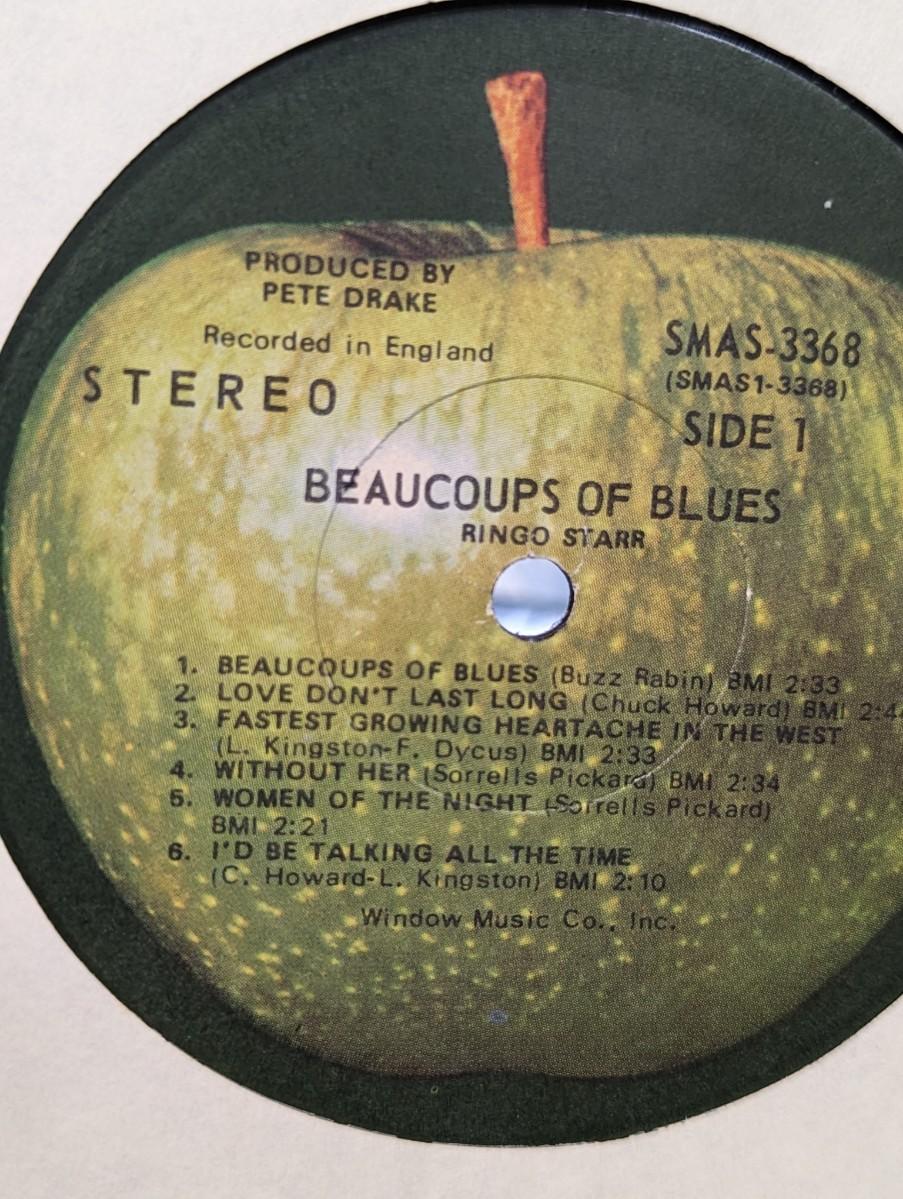 PRODUCED BY
PETE DRAKE
Recorded in England
STEREO
SMAS-3368
(SMAS1-3368)
SIDE 1
BEAUCOUPS OF BLUES
RINGO STARR
1. BEAUCOUPS OF BLUES (Buzz Rabin) BMI 2:33
2. LOVE DON'T LAST LONG (Chuck Howard) BMI
3. FASTEST GROWING HEARTACHE IN THE WEST
(L. Kingston-F. Dycus) BMI 2:33
4. WITHOUT HER (Sorrells Pickard) BMI 2:34
5. WOMEN OF THE NIGHT (Sorrells Pickard)
BMI 2:21
6. I'D BE TALKING ALL THE TIME
(C. Howard-L. Kingston) BMI 2:10
Window Music Co., Inc.